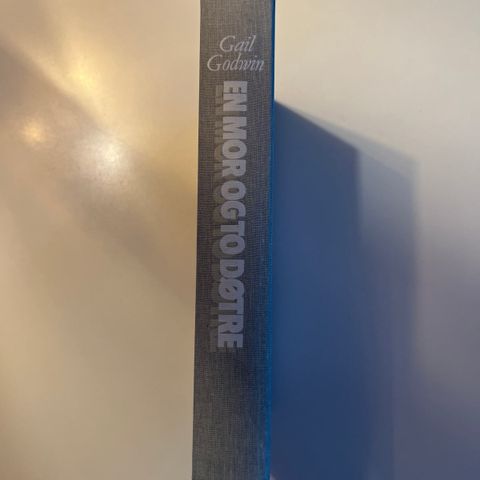 Gail
Godwin
EN MOR OG TO DØTRE